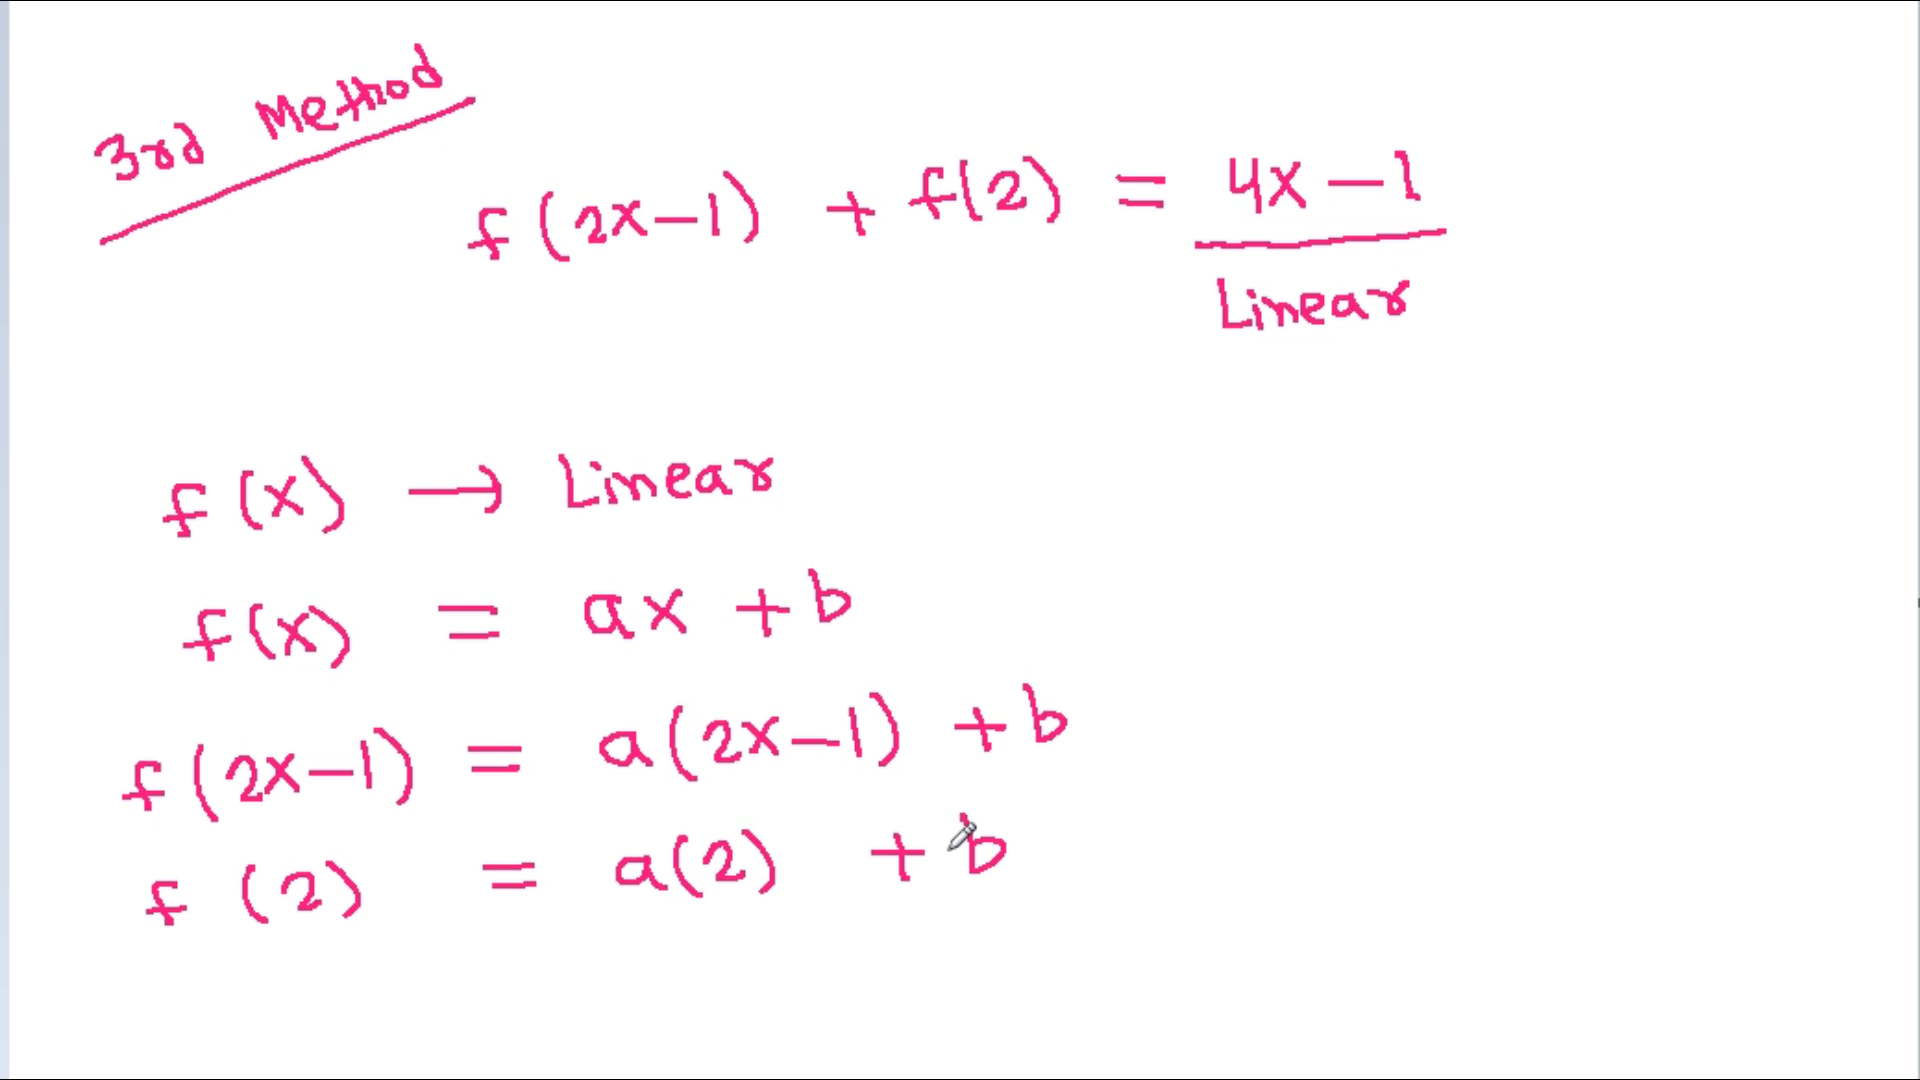 3rd Method
f(2x-1) + f(2) = 4x-1
Linear
f(x) → Linear
f(x) = ax + b
f(2x-1) = a(2x-1) + b
f(2) = a(2) + b